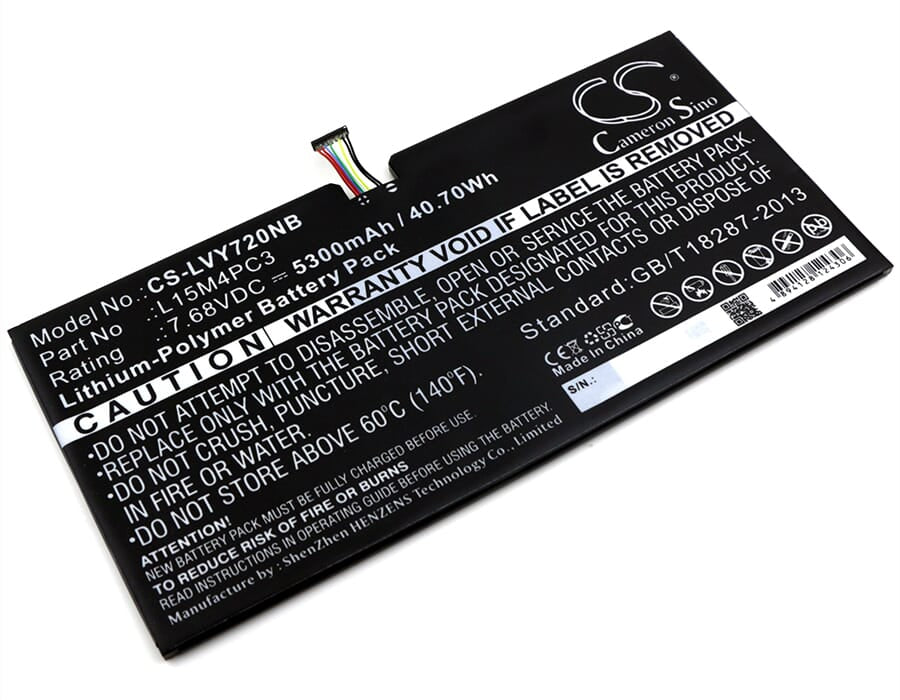 CS
Cameron Sino
Model No.: CS-LVY720NB
Part No : L15M4PC3
Rating : 7.68VDC 5300mAh / 40.70Wh
Lithium-Polymer Battery Pack
CAUTION WARRANTY VOID IF LABEL IS REMOVED
•DO NOT ATTEMPT TO DISASSEMBLE OR SERVICE THE BATTERY PACK.
•REPLACE ONLY WITH THE BATTERY PACK DESIGNATED FOR THIS PRODUCT.
•DO NOT CRUSH, PUNCTURE, SHORT EXTERNAL CONTACTS OR DISPOSE OF
IN FIRE OR WATER.
•DO NOT STORE ABOVE 60°C (140°F).
Standard:GB/T18287-2013
4894128124306
CE
Made In China
S/N.:
ATTENTION!
NEW BATTERY PACK MUST BE FULLY CHARGED BEFORE USE.
TO REDUCE RISK OF FIRE OR INJURY, PLEASE
READ INSTRUCTIONS IN OPERATING GUIDE BEFORE USING THE BATTERY.
Manufacture by : ShenZhen HENZENS Technology Co., Limited